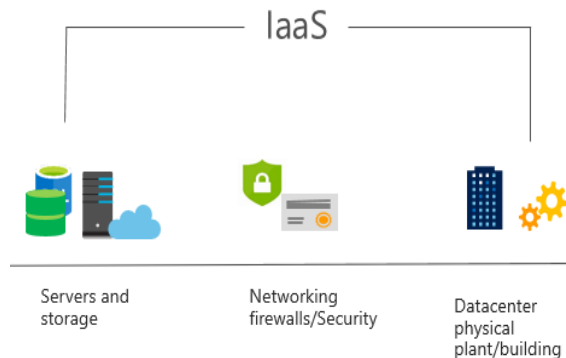 IaaS
Servers and
storage
Networking
firewalls/Security
Datacenter
physical
plant/building